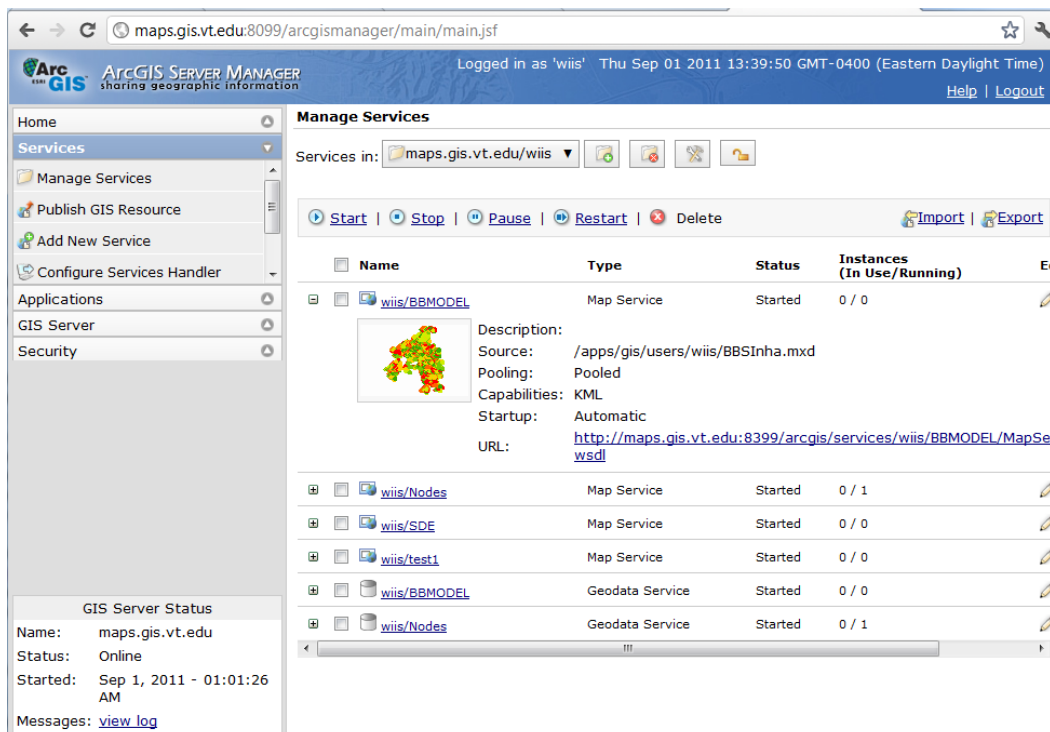 maps.gis.vt.edu:8099/arcgismanager/main/main.jsf
Arc GIS ESRI
ArcGIS Server Manager
sharing geographic information
Logged in as 'wiis' Thu Sep 01 2011 13:39:50 GMT-0400 (Eastern Daylight Time)
Help | Logout
Home
Services
Manage Services
Publish GIS Resource
Add New Service
Configure Services Handler
Applications
GIS Server
Security
GIS Server Status
Name: maps.gis.vt.edu
Status: Online
Started: Sep 1, 2011 - 01:01:26
AM
Messages: view log
Manage Services
Services in: maps.gis.vt.edu/wiis
Start | Stop | Pause | Restart | Delete Import | Export
Name Type Status Instances
(In Use/Running)
wiis/BBMODEL Map Service Started 0 / 0
Description:
Source: /apps/gis/users/wiis/BBSInha.mxd
Pooling: Pooled
Capabilities: KML
Startup: Automatic
URL: http://maps.gis.vt.edu:8399/arcgis/services/wiis/BBMODEL/MapSe
wsdl
wiis/Nodes Map Service Started 0 / 1
wiis/SDE Map Service Started 0 / 0
wiis/test1 Map Service Started 0 / 0
wiis/BBMODEL Geodata Service Started 0 / 0
wiis/Nodes Geodata Service Started 0 / 1